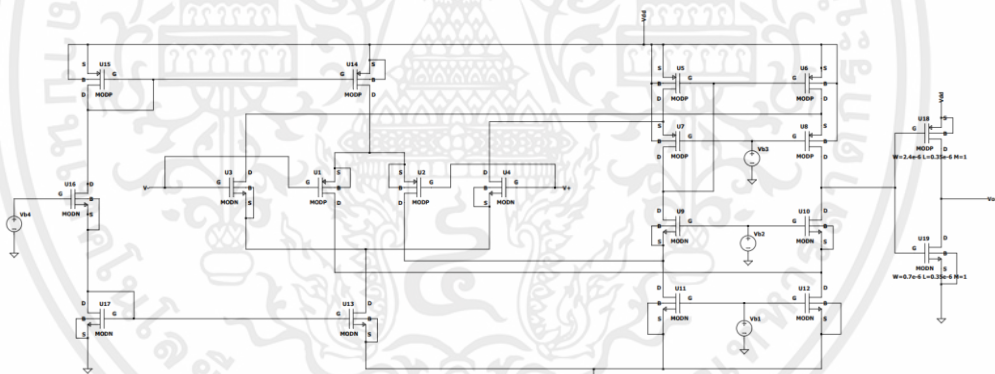 Vdd
U15
S
B
G
D
MODP
U14
S
B
G
D
MODP
U5
S
B
G
D
MODP
U6
S
B
G
D
MODP
U7
S
B
G
D
MODP
U8
S
B
G
D
MODP
Vb3
Vdd
U18
S
B
G
D
MODP
W=2.4e-6 L=0.35e-6 M=1
U16
D
G
B
S
MODN
Vb4
V-
U3
D
G
B
S
MODN
U1
S
G
B
D
MODP
U2
S
B
G
D
MODP
U4
D
B
G
S
MODN
V+
U9
D
G
B
S
MODN
U10
D
G
B
S
MODN
Vb2
U19
D
G
B
S
MODN
W=0.7e-6 L=0.35e-6 M=1
U17
D
G
B
S
MODN
U13
D
G
B
S
MODN
U11
D
G
B
S
MODN
U12
D
G
B
S
MODN
Vb1